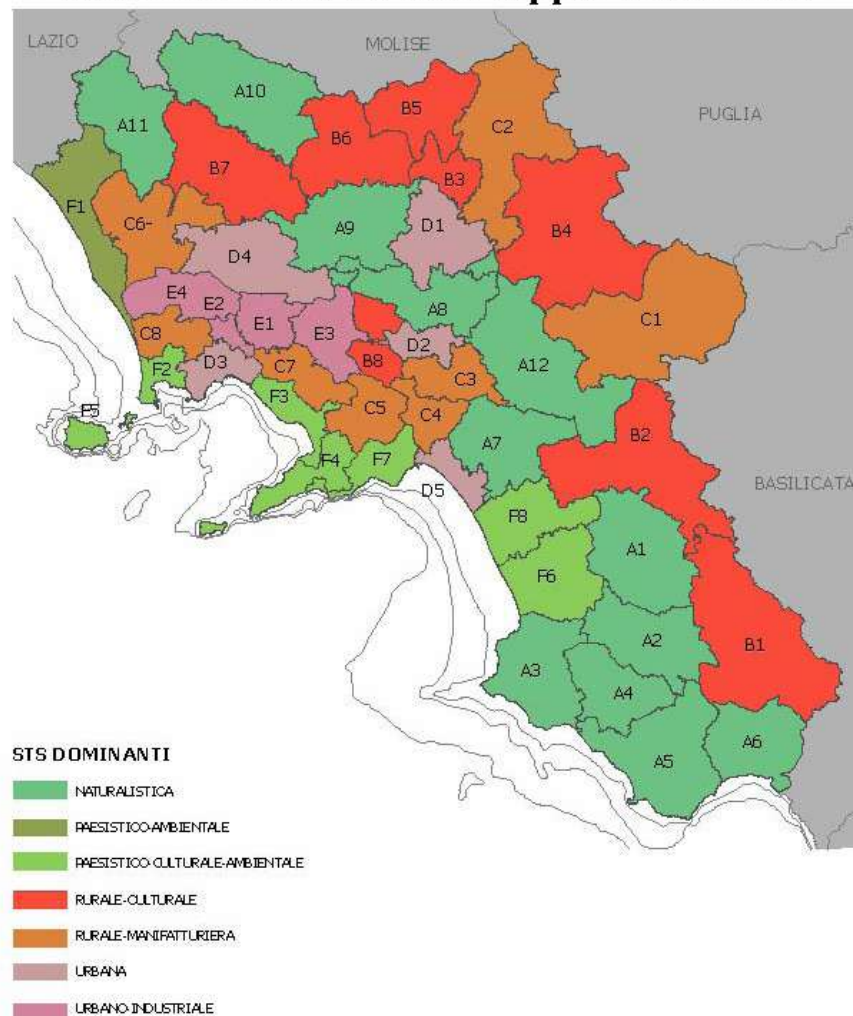 LAZIO
MOLISE
PUGLIA
BASILICATA
A10
B5
C2
A11
B6
B7
B3
F1
C6-
A9
D1
B4
D4
E4
E2
A8
C1
E1
E3
C8
D2
F2
D3
C7
B8
C3
A12
F5
F3
C5
C4
B2
F4
F7
A7
D5
F8
A1
F6
A2
B1
A3
A4
A5
A6
STS DOMINANTI
NATURALISTICA
PAESISTICO-AMBIENTALE
PAESISTICO-CULTURALE-AMBIENTALE
RURALE-CULTURALE
RURALE-MANIFATTURIERA
URBANA
URBANO-INDUSTRIALE